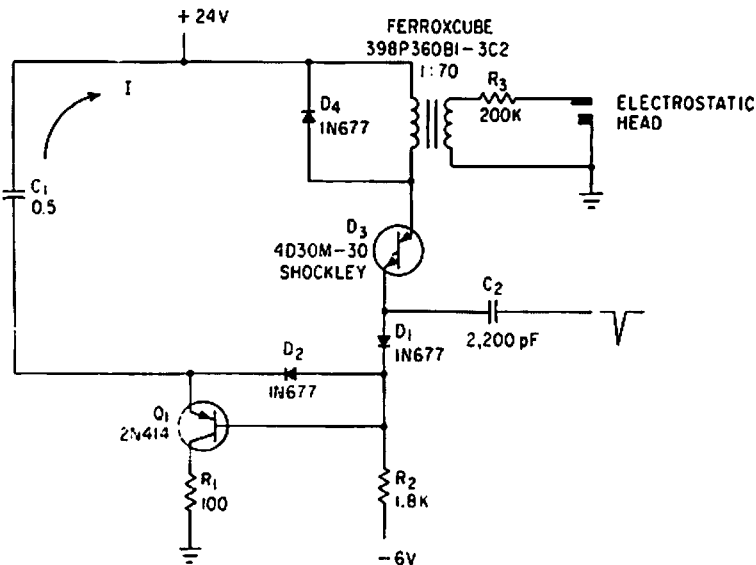 +24V
FERROXCUBE
398P360B1-3C2
1:70
I
D4
1N677
R3
200K
ELECTROSTATIC
HEAD
C1
0.5
D3
4D30M-30
SHOCKLEY
C2
2,200 pF
D1
1N677
D2
1N677
Q1
2N414
R1
100
R2
1.8K
-6V